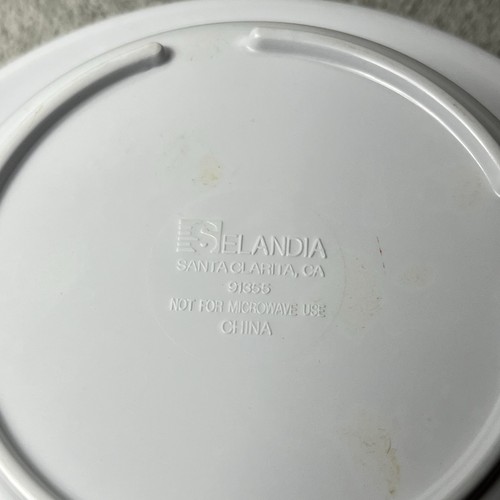 SELANDIA
SANTA CLARITA, CA
91355
NOT FOR MICROWAVE USE
CHINA